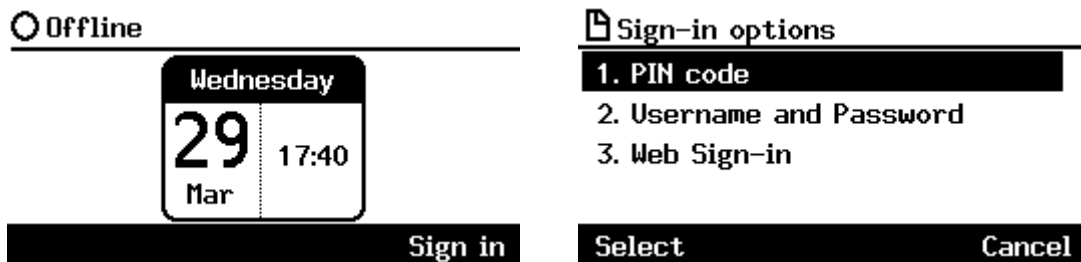 Offline
Wednesday
29
17:40
Mar
Sign in
Sign-in options
1. PIN code
2. Username and Password
3. Web Sign-in
Select Cancel